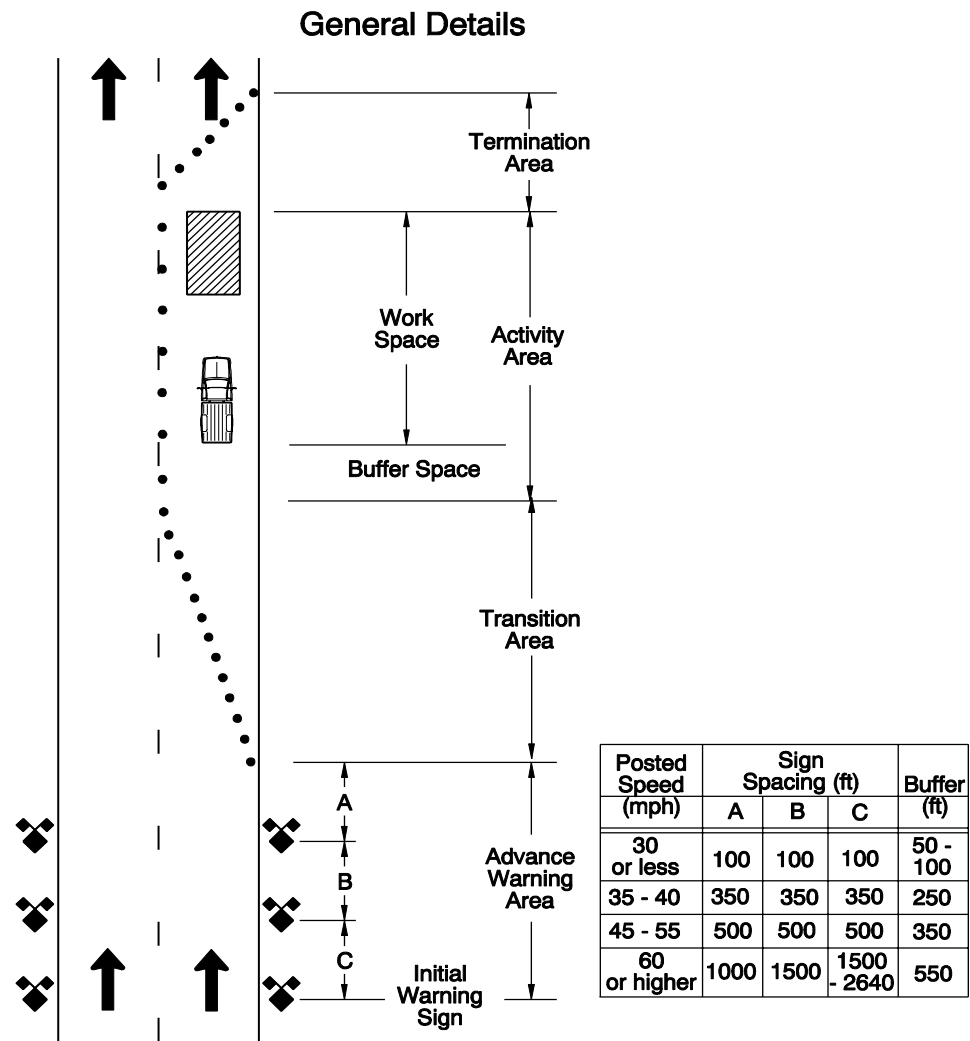 General Details
Termination
Area
Work
Space
Activity
Area
Buffer Space
Transition
Area
A
B
C
Advance
Warning
Area
Initial
Warning
Sign
Posted
Speed
(mph)
Sign
Spacing (ft)
Buffer
(ft)
A B C
30
or less 100 100 100 50 -
100
35 - 40 350 350 350 250
45 - 55 500 500 500 350
60
or higher 1000 1500 1500
- 2640 550